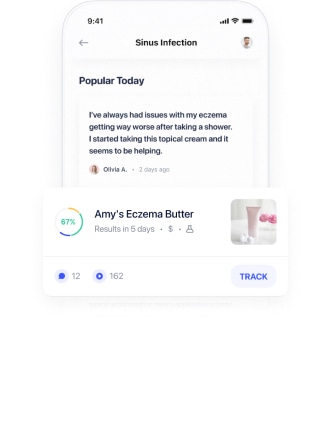 9:41
Sinus Infection
Popular Today
I've always had issues with my eczema
getting way worse after taking a shower.
I started taking this topical cream and it
seems to be helping.
Olivia A. • 2 days ago
67%
Amy's Eczema Butter
Results in 5 days • $ •
12
162
TRACK